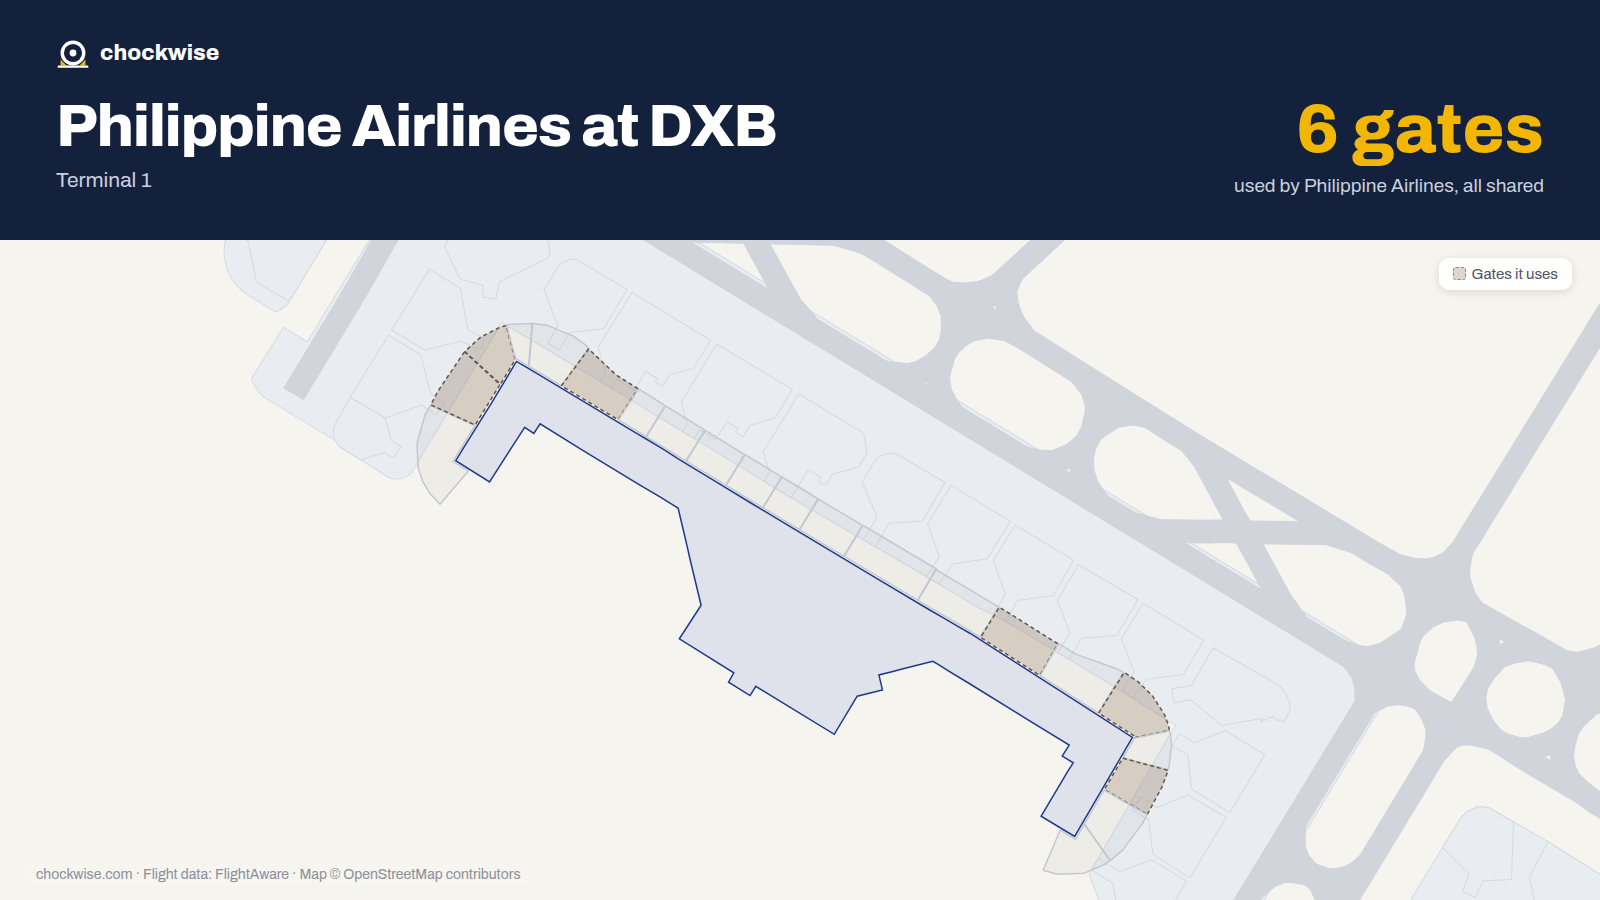 chockwise
Philippine Airlines at DXB
Terminal 1
6 gates
used by Philippine Airlines, all shared
Gates it uses
chockwise.com · Flight data: FlightAware · Map © OpenStreetMap contributors